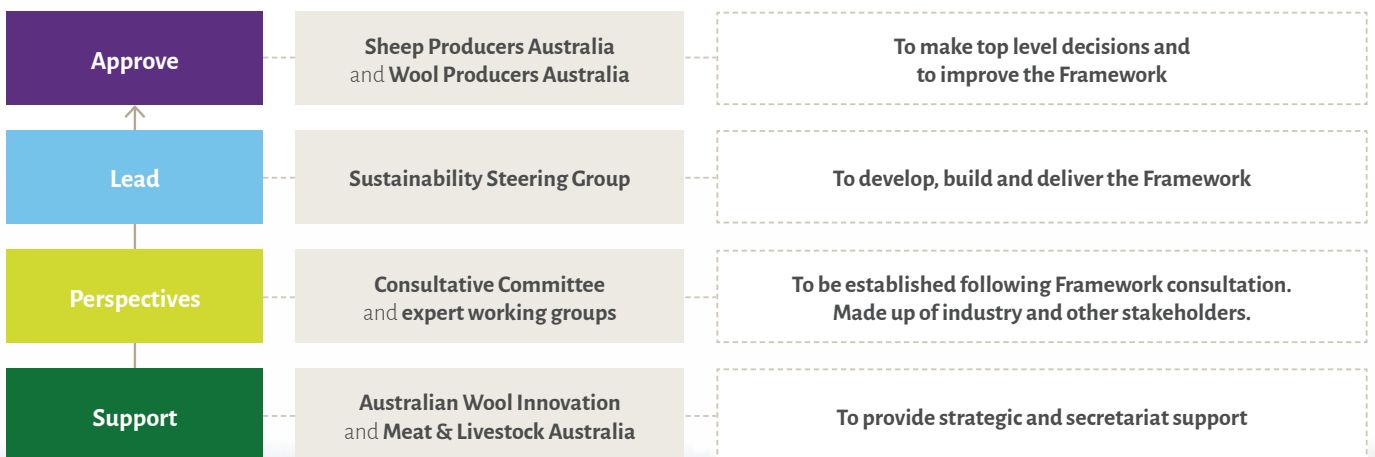 Approve
Sheep Producers Australia
and Wool Producers Australia
To make top level decisions and
to improve the Framework
Lead
Sustainability Steering Group
To develop, build and deliver the Framework
Perspectives
Consultative Committee
and expert working groups
To be established following Framework consultation.
Made up of industry and other stakeholders.
Support
Australian Wool Innovation
and Meat & Livestock Australia
To provide strategic and secretariat support